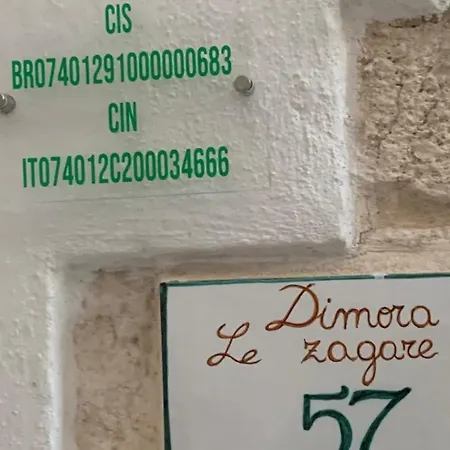 CIS
BR07401291000000683
CIN
IT074012C200034666
Dimora
Le zagare
57